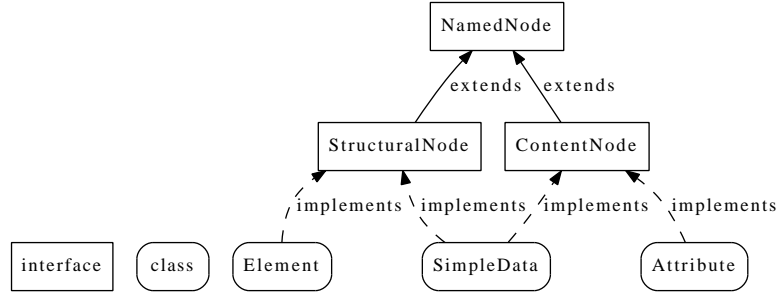 NamedNode
extends extends
StructuralNode ContentNode
implements implements implements implements
interface class Element SimpleData Attribute